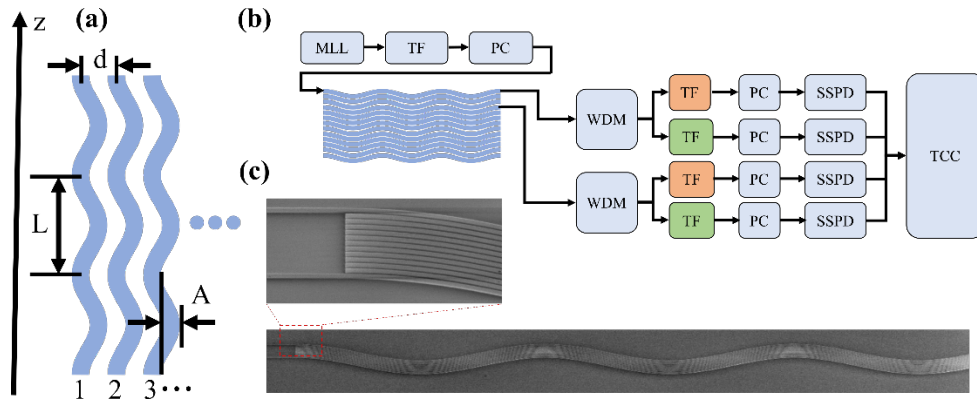 (a)
z
d
L
A
1 2 3 ···
(b)
MLL TF PC
WDM TF PC SSPD
TF PC SSPD
WDM TF PC SSPD
TF PC SSPD
TCC
(c)